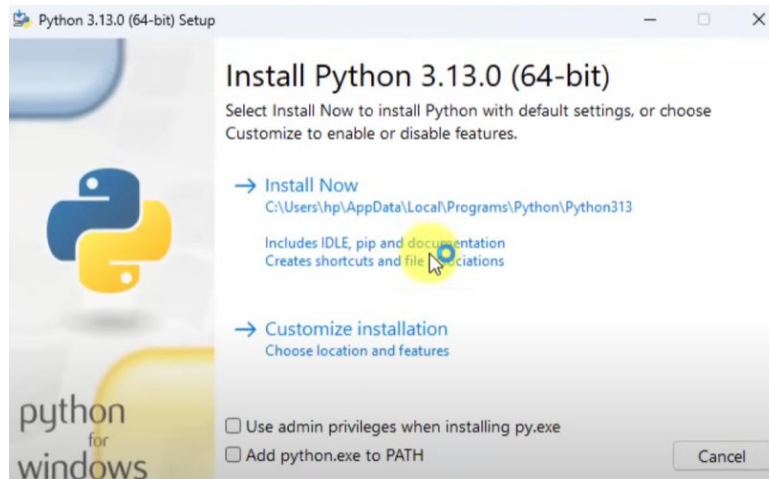 Python 3.13.0 (64-bit) Setup
Install Python 3.13.0 (64-bit)
Select Install Now to install Python with default settings, or choose
Customize to enable or disable features.
Install Now
C:\Users\hp\AppData\Local\Programs\Python\Python313
Includes IDLE, pip and documentation
Creates shortcuts and file associations
Customize installation
Choose location and features
python
for
windows
Use admin privileges when installing py.exe
Add python.exe to PATH
Cancel